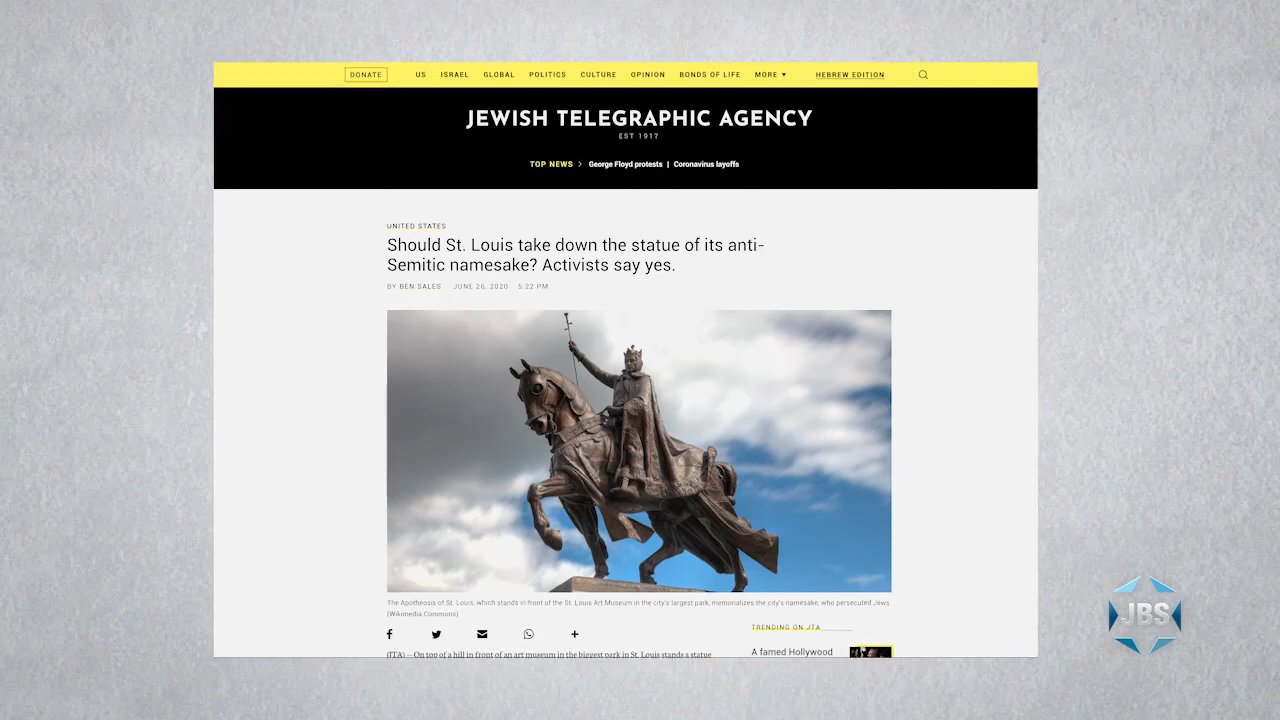 DONATE US ISRAEL GLOBAL POLITICS CULTURE OPINION BONDS OF LIFE MORE ▼ HEBREW EDITION
JEWISH TELEGRAPHIC AGENCY
EST 1917
TOP NEWS > George Floyd protests | Coronavirus layoffs
UNITED STATES
Should St. Louis take down the statue of its anti-
Semitic namesake? Activists say yes.
BY BEN SALES JUNE 26, 2020 5:22 PM
The Apotheosis of St. Louis, which stands in front of the St. Louis Art Museum in the city's largest park, memorializes the city's namesake, who persecuted Jews.
(Wikimedia Commons)
TRENDING ON JTA
A famed Hollywood
(JTA) — On top of a hill in front of an art museum in the biggest park in St. Louis stands a statue
JBS